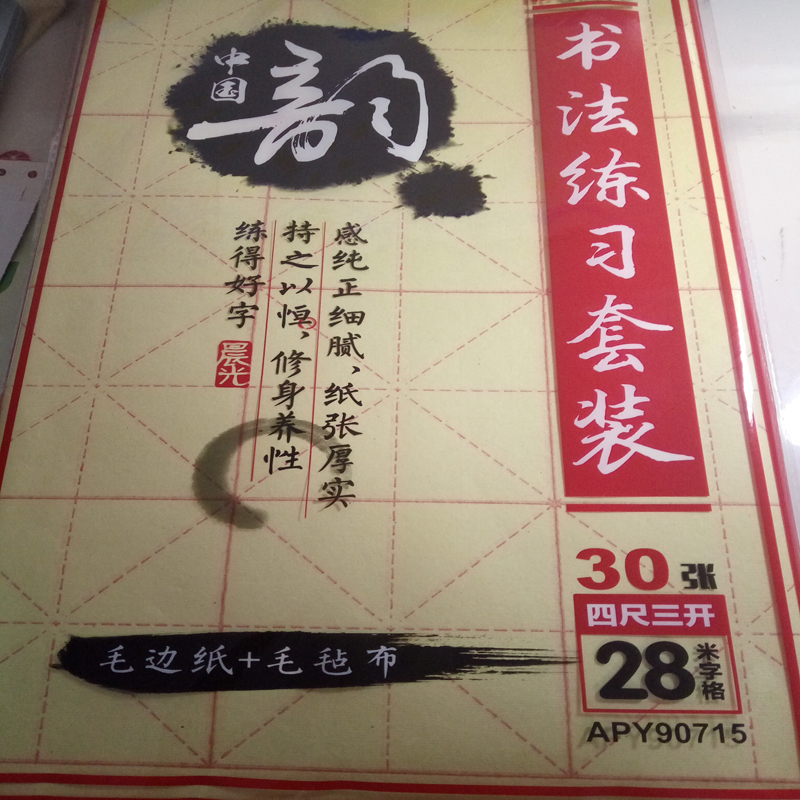 中国
韵
书法练习套装
感纯正细腻、纸张厚实
持之以恒，修身养性
练得好字
晨光
30张
四尺三开
28米字格
APY90715
毛边纸+毛毡布